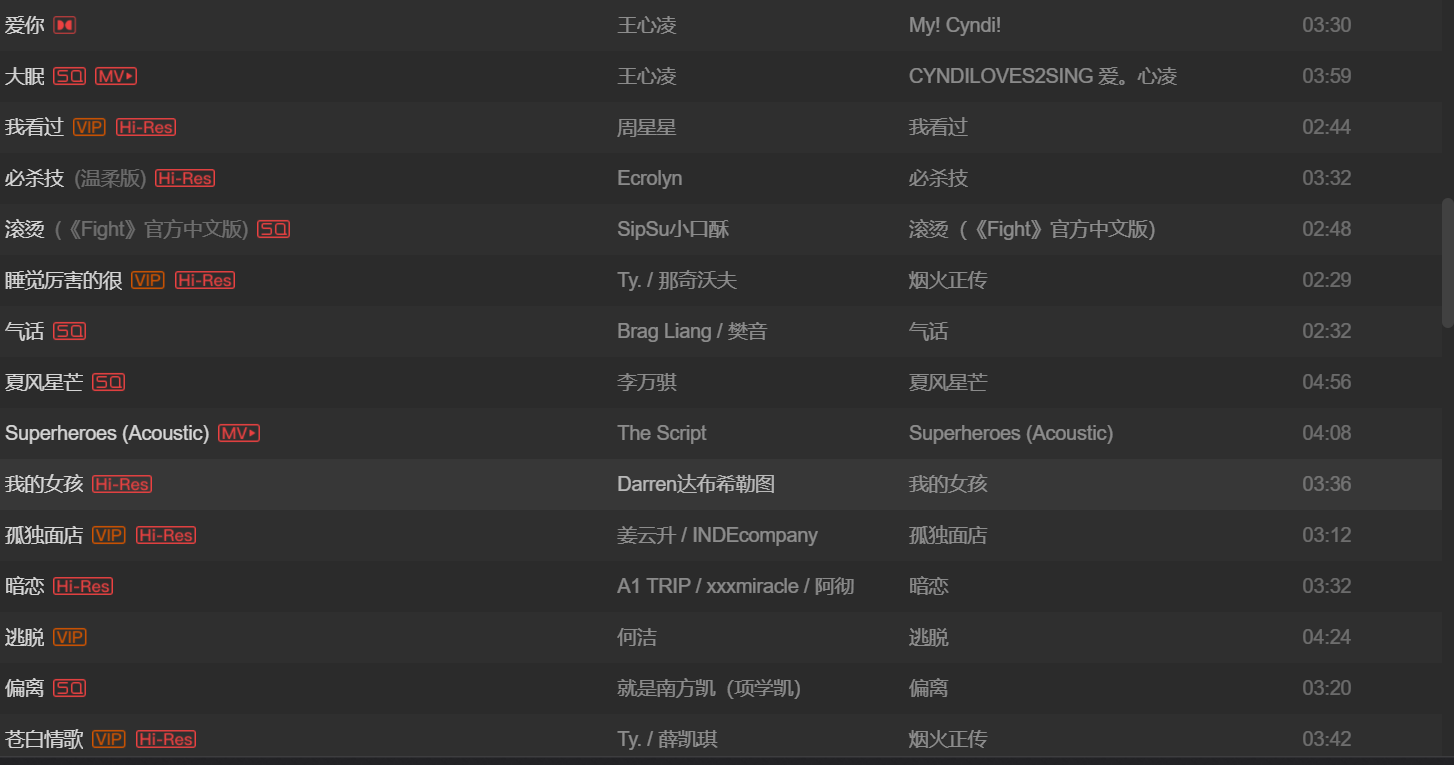 爱你 王心凌 My! Cyndi! 03:30
大眠 SQ MV 王心凌 CYNDILOVES2SING 爱。心凌 03:59
我看过 VIP Hi-Res 周星星 我看过 02:44
必杀技 (温柔版) Hi-Res Ecrolyn 必杀技 03:32
滚烫 (《Fight》官方中文版) SQ SipSu小口酥 滚烫 (《Fight》官方中文版) 02:48
睡觉厉害的很 VIP Hi-Res Ty. / 那奇沃夫 烟火正传 02:29
气话 SQ Brag Liang / 樊音 气话 02:32
夏风星芒 SQ 李万骐 夏风星芒 04:56
Superheroes (Acoustic) MV The Script Superheroes (Acoustic) 04:08
我的女孩 Hi-Res Darren达布希勒图 我的女孩 03:36
孤独面店 VIP Hi-Res 姜云升 / INDEcompany 孤独面店 03:12
暗恋 Hi-Res A1 TRIP / xxxmiracle / 阿彻 暗恋 03:32
逃脱 VIP 何洁 逃脱 04:24
偏离 SQ 就是南方凯（项学凯） 偏离 03:20
苍白情歌 VIP Hi-Res Ty. / 薛凯琪 烟火正传 03:42